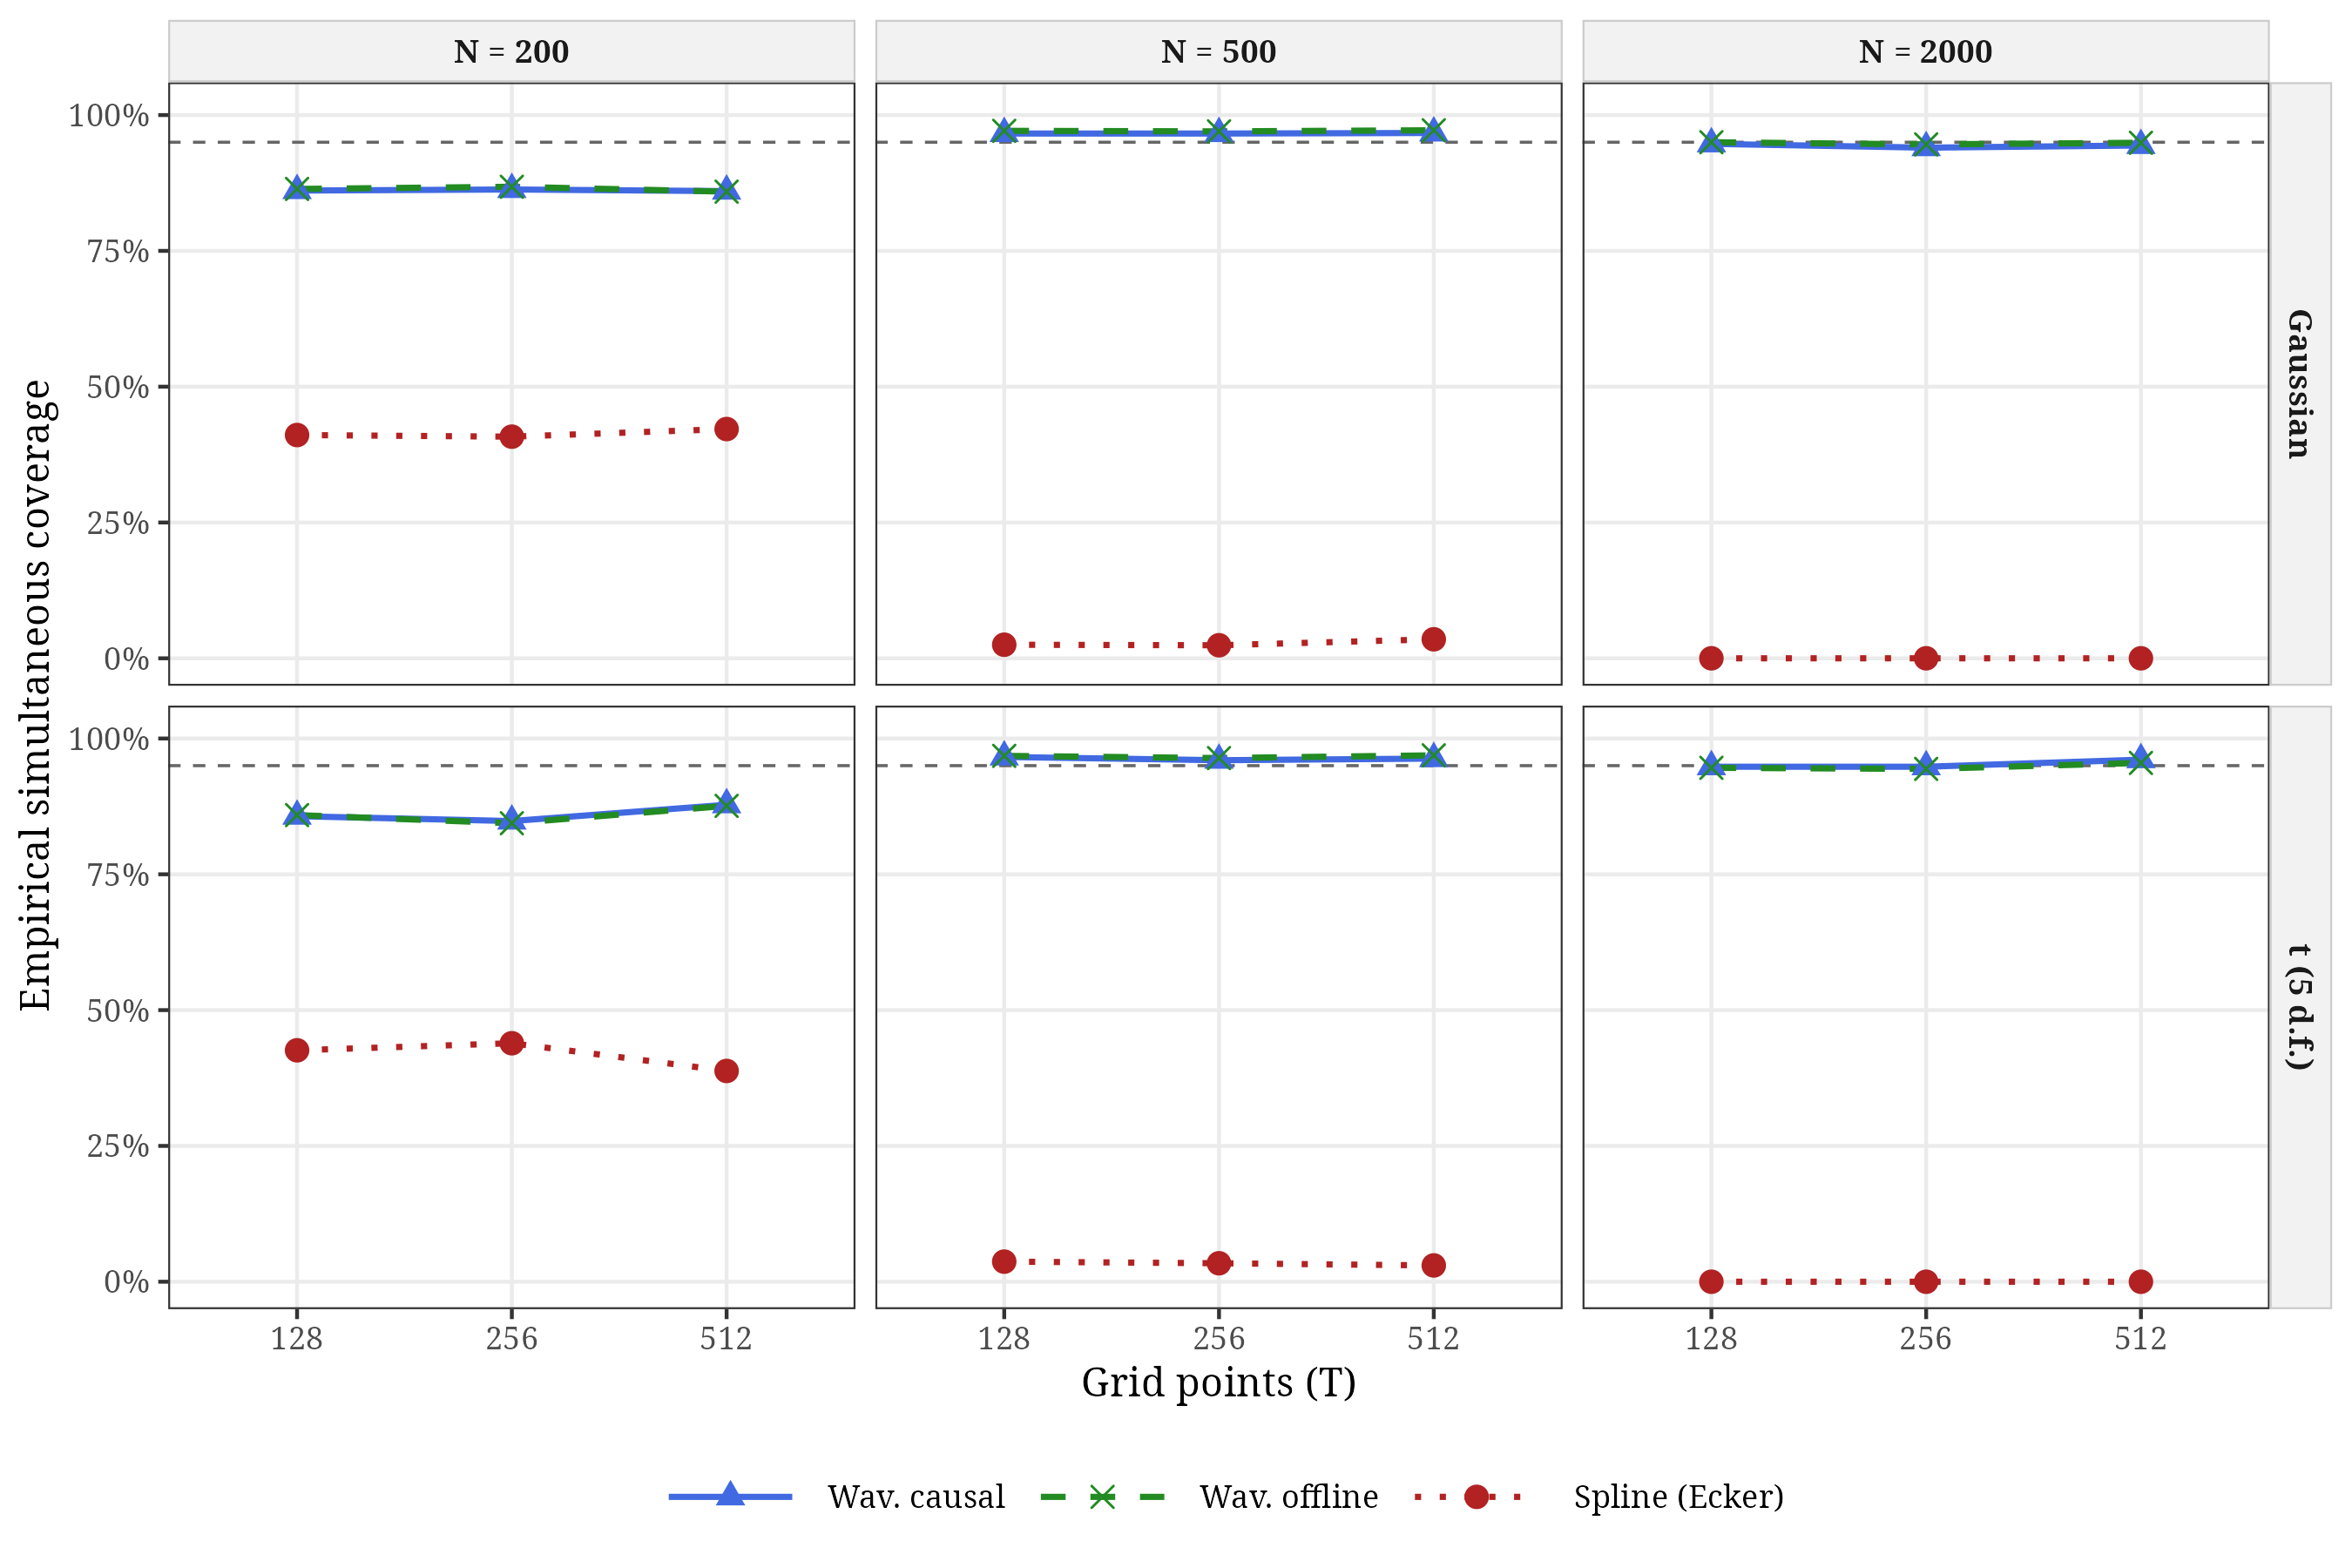 N = 200
N = 500
N = 2000
100%
75%
50%
25%
0%
Gaussian
100%
75%
50%
25%
0%
t (5 d.f.)
Empirical simultaneous coverage
128 256 512
128 256 512
128 256 512
Grid points (T)
Wav. causal
Wav. offline
Spline (Ecker)